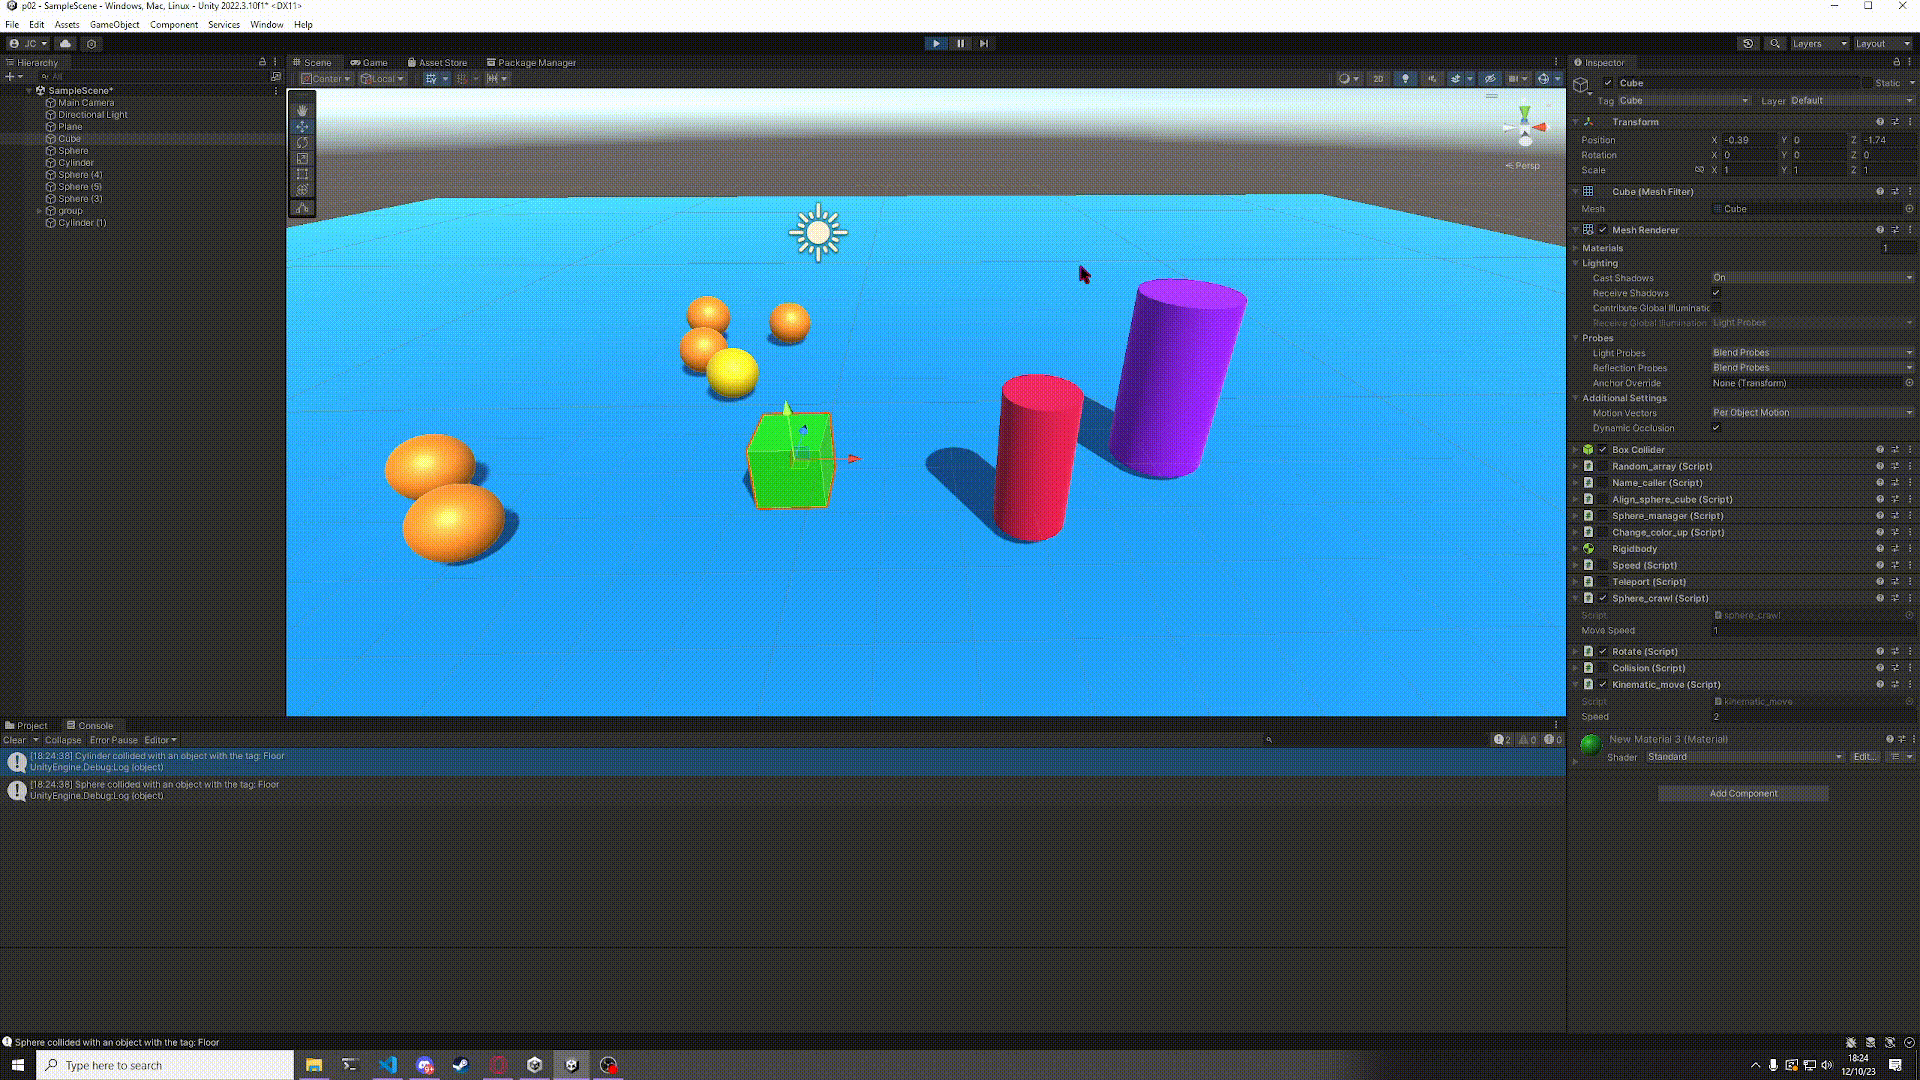 p02 - SampleScene - Windows, Mac, Linux - Unity 2022.3.10f1* <DX11>
File Edit Assets GameObject Component Services Window Help
JC Layers Layout
Hierarchy
All
SampleScene*
Main Camera
Directional Light
Plane
Cube
Sphere
Cylinder
Sphere (4)
Sphere (5)
Sphere (3)
group
Cylinder (1)
Scene Game Asset Store Package Manager
Center Local 2D
Persp
Inspector
Cube Static
Tag Cube Layer Default
Transform
Position X -0.39 Y 0 Z -1.74
Rotation X 0 Y 0 Z 0
Scale X 1 Y 1 Z 1
Cube (Mesh Filter)
Mesh Cube
Mesh Renderer
Materials 1
Lighting
Cast Shadows On
Receive Shadows
Contribute Global Illuminatic
Receive Global Illumination Light Probes
Probes
Light Probes Blend Probes
Reflection Probes Blend Probes
Anchor Override None (Transform)
Additional Settings
Motion Vectors Per Object Motion
Dynamic Occlusion
Box Collider
Random_array (Script)
Name_caller (Script)
Align_sphere_cube (Script)
Sphere_manager (Script)
Change_color_up (Script)
Rigidbody
Speed (Script)
Teleport (Script)
Sphere_crawl (Script)
Script sphere_crawl
Move Speed 1
Rotate (Script)
Collision (Script)
Kinematic_move (Script)
Script kinematic_move
Speed 2
New Material 3 (Material)
Shader Standard Edit...
Add Component
Project Console
Clear Collapse Error Pause Editor 2 0 0
[18:24:38] Cylinder collided with an object with the tag: Floor
UnityEngine.Debug:Log (object)
[18:24:38] Sphere collided with an object with the tag: Floor
UnityEngine.Debug:Log (object)
Sphere collided with an object with the tag: Floor
Type here to search
18:24
12/10/23